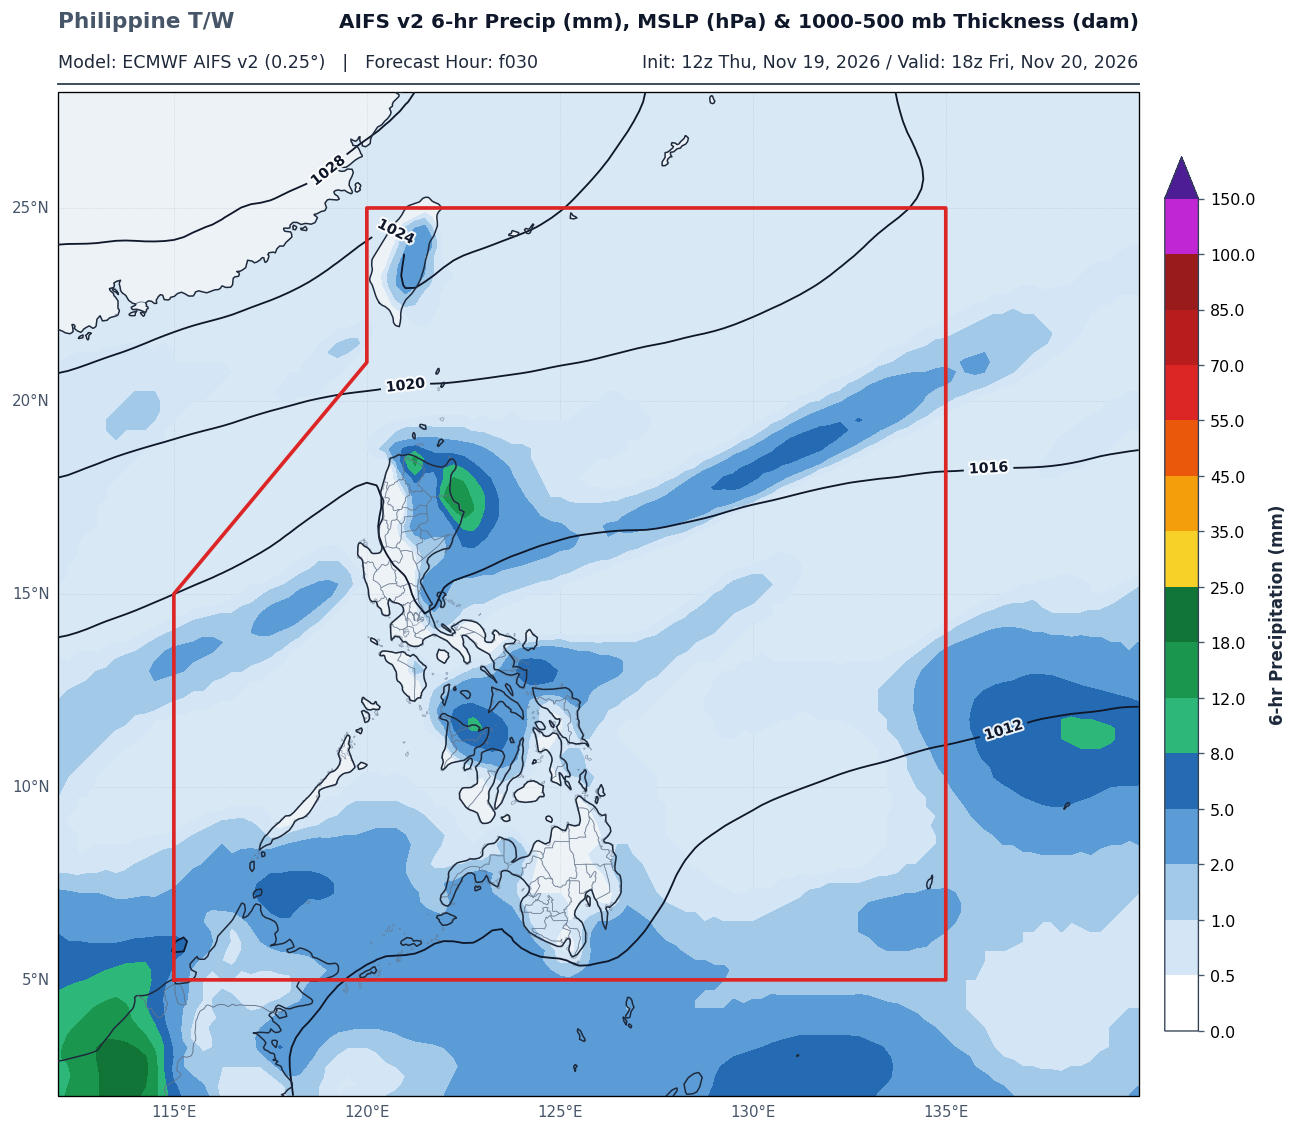 Philippine T/W
AIFS v2 6-hr Precip (mm), MSLP (hPa) & 1000-500 mb Thickness (dam)
Model: ECMWF AIFS v2 (0.25°) | Forecast Hour: f030
Init: 12z Thu, Nov 19, 2026 / Valid: 18z Fri, Nov 20, 2026
1028
1024
1020
1016
1012
25°N
20°N
15°N
10°N
5°N
115°E
120°E
125°E
130°E
135°E
150.0
100.0
85.0
70.0
55.0
45.0
35.0
25.0
18.0
12.0
8.0
5.0
2.0
1.0
0.5
0.0
6-hr Precipitation (mm)